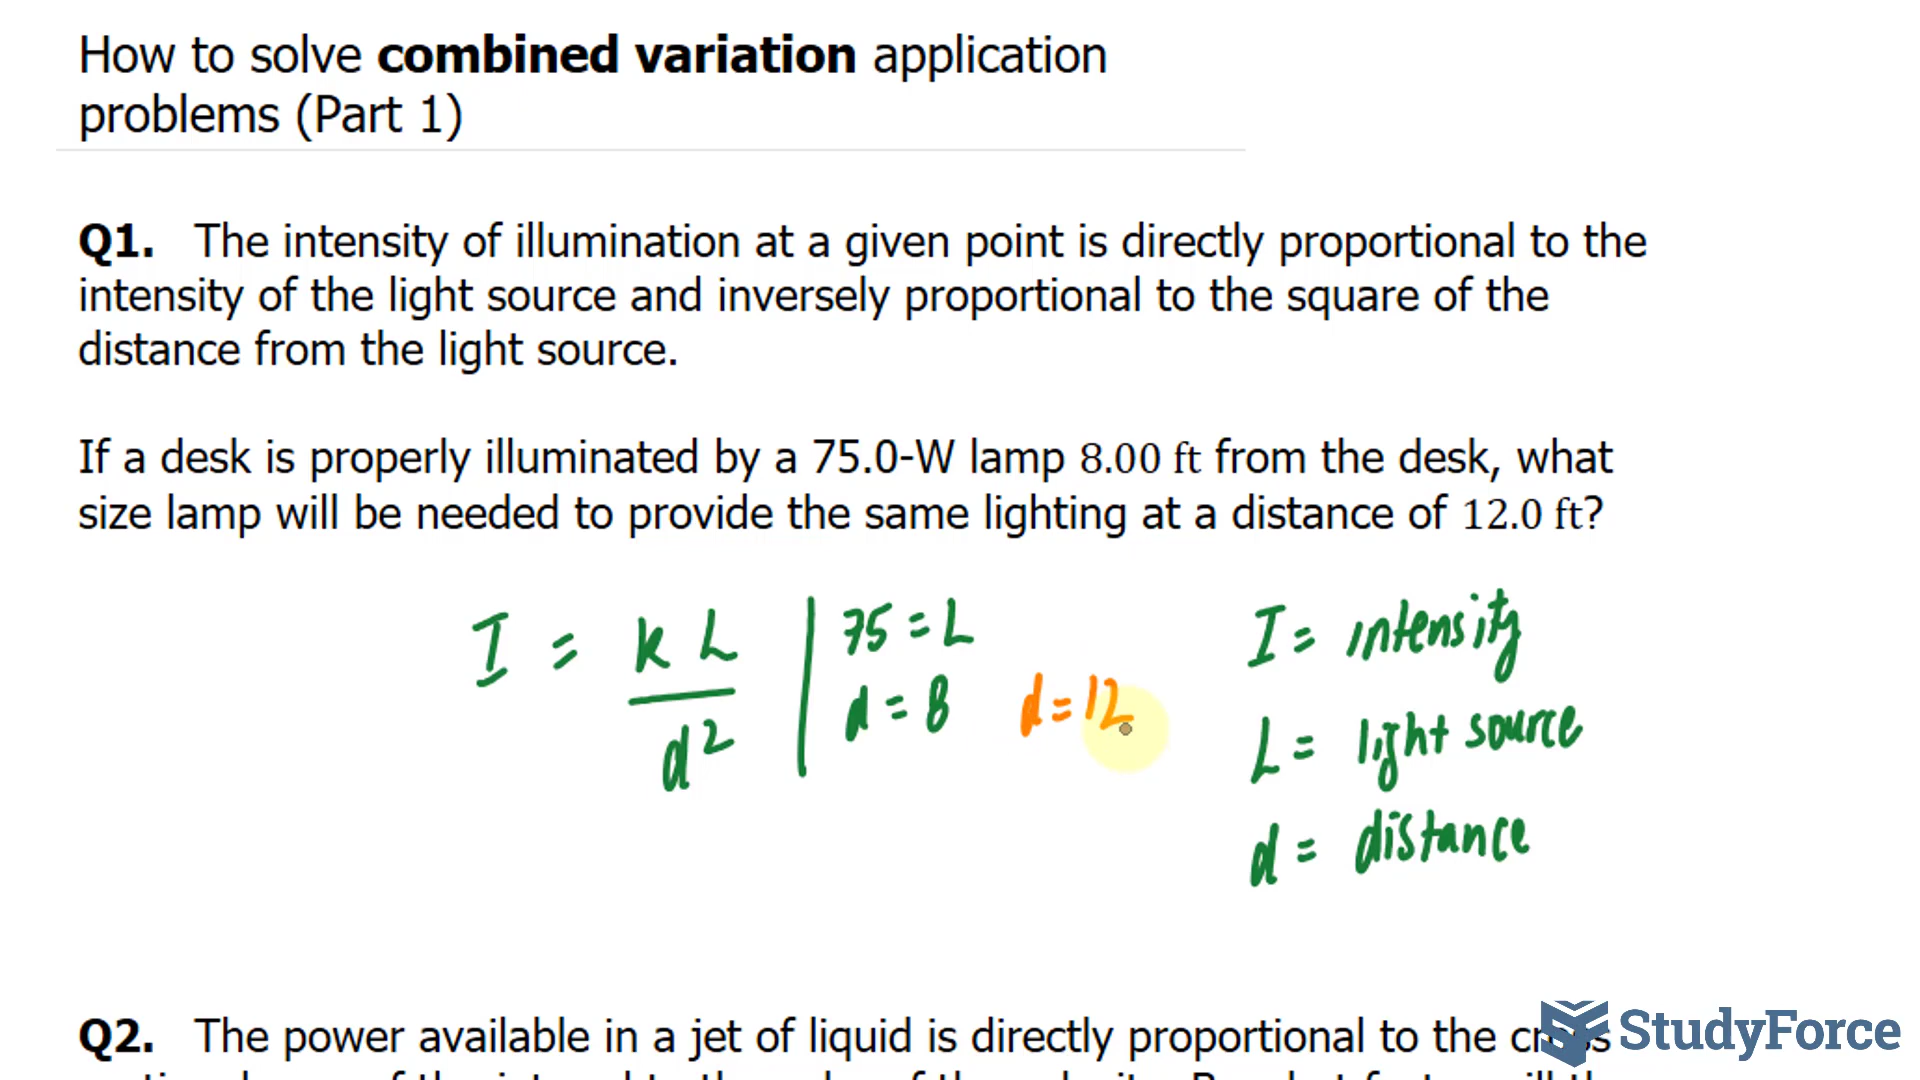 How to solve combined variation application
problems (Part 1)
Q1. The intensity of illumination at a given point is directly proportional to the
intensity of the light source and inversely proportional to the square of the
distance from the light source.
If a desk is properly illuminated by a 75.0-W lamp 8.00 ft from the desk, what
size lamp will be needed to provide the same lighting at a distance of 12.0 ft?
I = kL/d²
75 = L
d = 8 d = 12
I = intensity
L = light source
d = distance
Q2. The power available in a jet of liquid is directly proportional to the
StudyForce